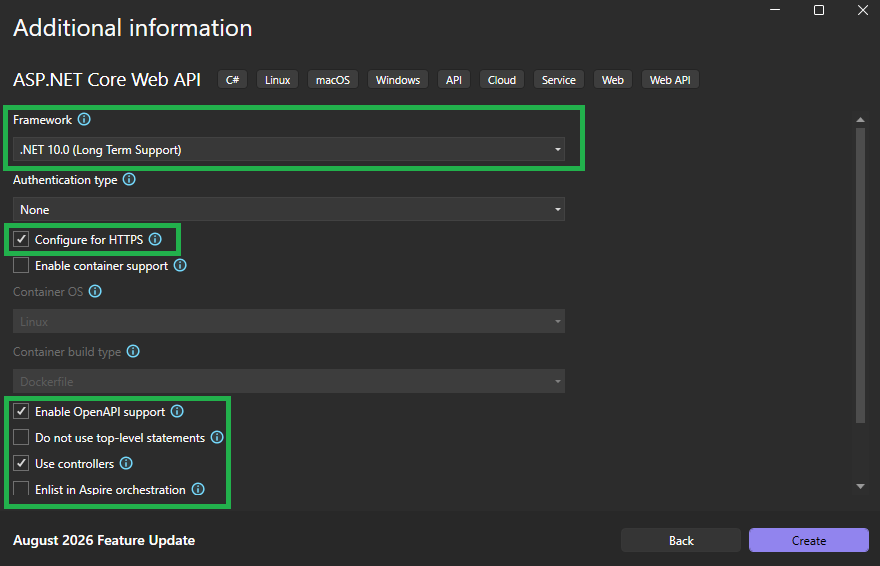 Additional information
ASP.NET Core Web API C# Linux macOS Windows API Cloud Service Web Web API
Framework
.NET 10.0 (Long Term Support)
Authentication type
None
Configure for HTTPS
Enable container support
Container OS
Linux
Container build type
Dockerfile
Enable OpenAPI support
Do not use top-level statements
Use controllers
Enlist in Aspire orchestration
August 2026 Feature Update Back Create